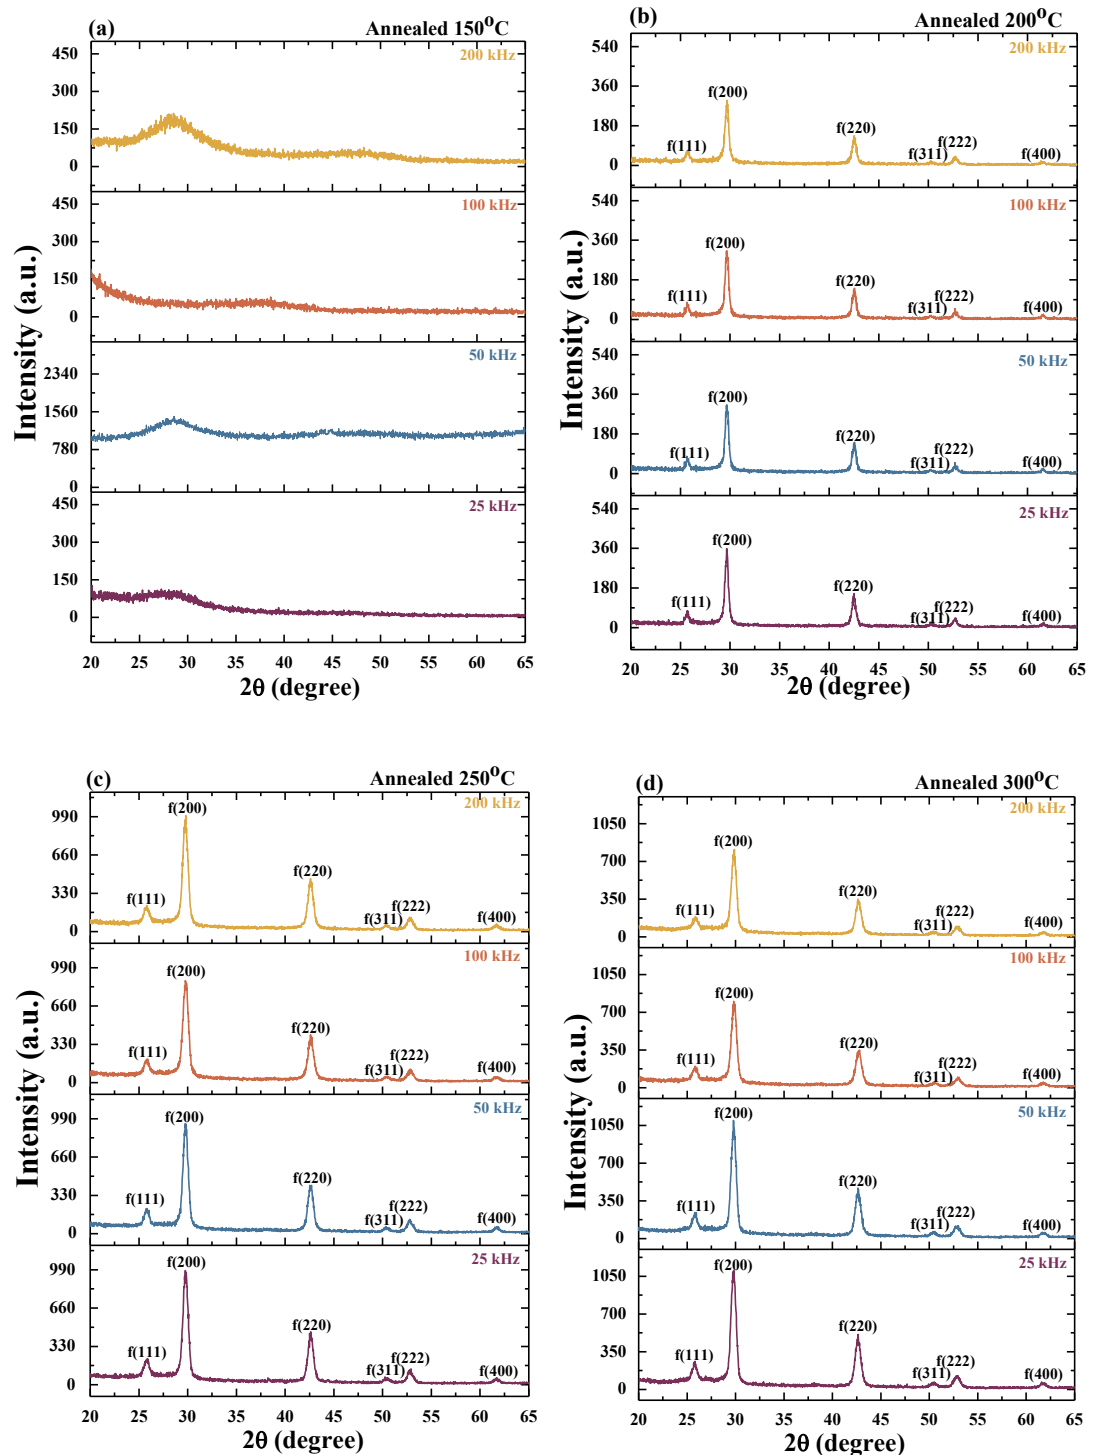 (a) Annealed 150°C
200 kHz
450
300
150
0
100 kHz
450
300
150
0
50 kHz
2340
1560
780
0
25 kHz
450
300
150
0
20 25 30 35 40 45 50 55 60 65
2θ (degree)
Intensity (a.u.)
(b) Annealed 200°C
200 kHz
540
360
180
0
f(111) f(200) f(220) f(311) f(222) f(400)
100 kHz
540
360
180
0
f(111) f(200) f(220) f(311) f(222) f(400)
50 kHz
540
360
180
0
f(111) f(200) f(220) f(311) f(222) f(400)
25 kHz
540
360
180
0
f(111) f(200) f(220) f(311) f(222) f(400)
20 25 30 35 40 45 50 55 60 65
2θ (degree)
Intensity (a.u.)
(c) Annealed 250°C
200 kHz
990
660
330
0
f(111) f(200) f(220) f(311) f(222) f(400)
100 kHz
990
660
330
0
f(111) f(200) f(220) f(311) f(222) f(400)
50 kHz
990
660
330
0
f(111) f(200) f(220) f(311) f(222) f(400)
25 kHz
990
660
330
0
f(111) f(200) f(220) f(311) f(222) f(400)
20 25 30 35 40 45 50 55 60 65
2θ (degree)
Intensity (a.u.)
(d) Annealed 300°C
200 kHz
1050
700
350
0
f(111) f(200) f(220) f(311) f(222) f(400)
100 kHz
1050
700
350
0
f(111) f(200) f(220) f(311) f(222) f(400)
50 kHz
1050
700
350
0
f(111) f(200) f(220) f(311) f(222) f(400)
25 kHz
1050
700
350
0
f(111) f(200) f(220) f(311) f(222) f(400)
20 25 30 35 40 45 50 55 60 65
2θ (degree)
Intensity (a.u.)